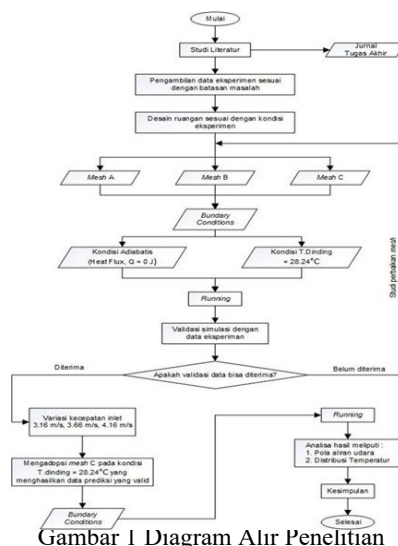 Mulai
Studi Literatur
Jurnal
Tugas Akhir
Pengambilan data eksperimen sesuai
dengan batasan masalah
Desain ruangan sesuai dengan kondisi
eksperimen
Mesh A
Mesh B
Mesh C
Bundary
Conditions
Kondisi Adiabatis
(Heat Flux, Q = 0 J)
Kondisi T.Dinding
= 28.24°C
Studi perbaikan mesh
Running
Validasi simulasi dengan
data eksperiman
Apakah validasi data bisa diterima?
Diterima
Belum diterima
Variasi kecepatan inlet
3.16 m/s, 3.66 m/s, 4.16 m/s
Mengadopsi mesh C pada kondisi
T.dinding = 28.24°C yang
menghasilkan data prediksi yang valid
Bundary
Conditions
Running
Analisa hasil meliputi :
1. Pola aliran udara
2. Distribusi Temperatur
Kesimpulan
Selesai
Gambar 1 Diagram Alir Penelitian